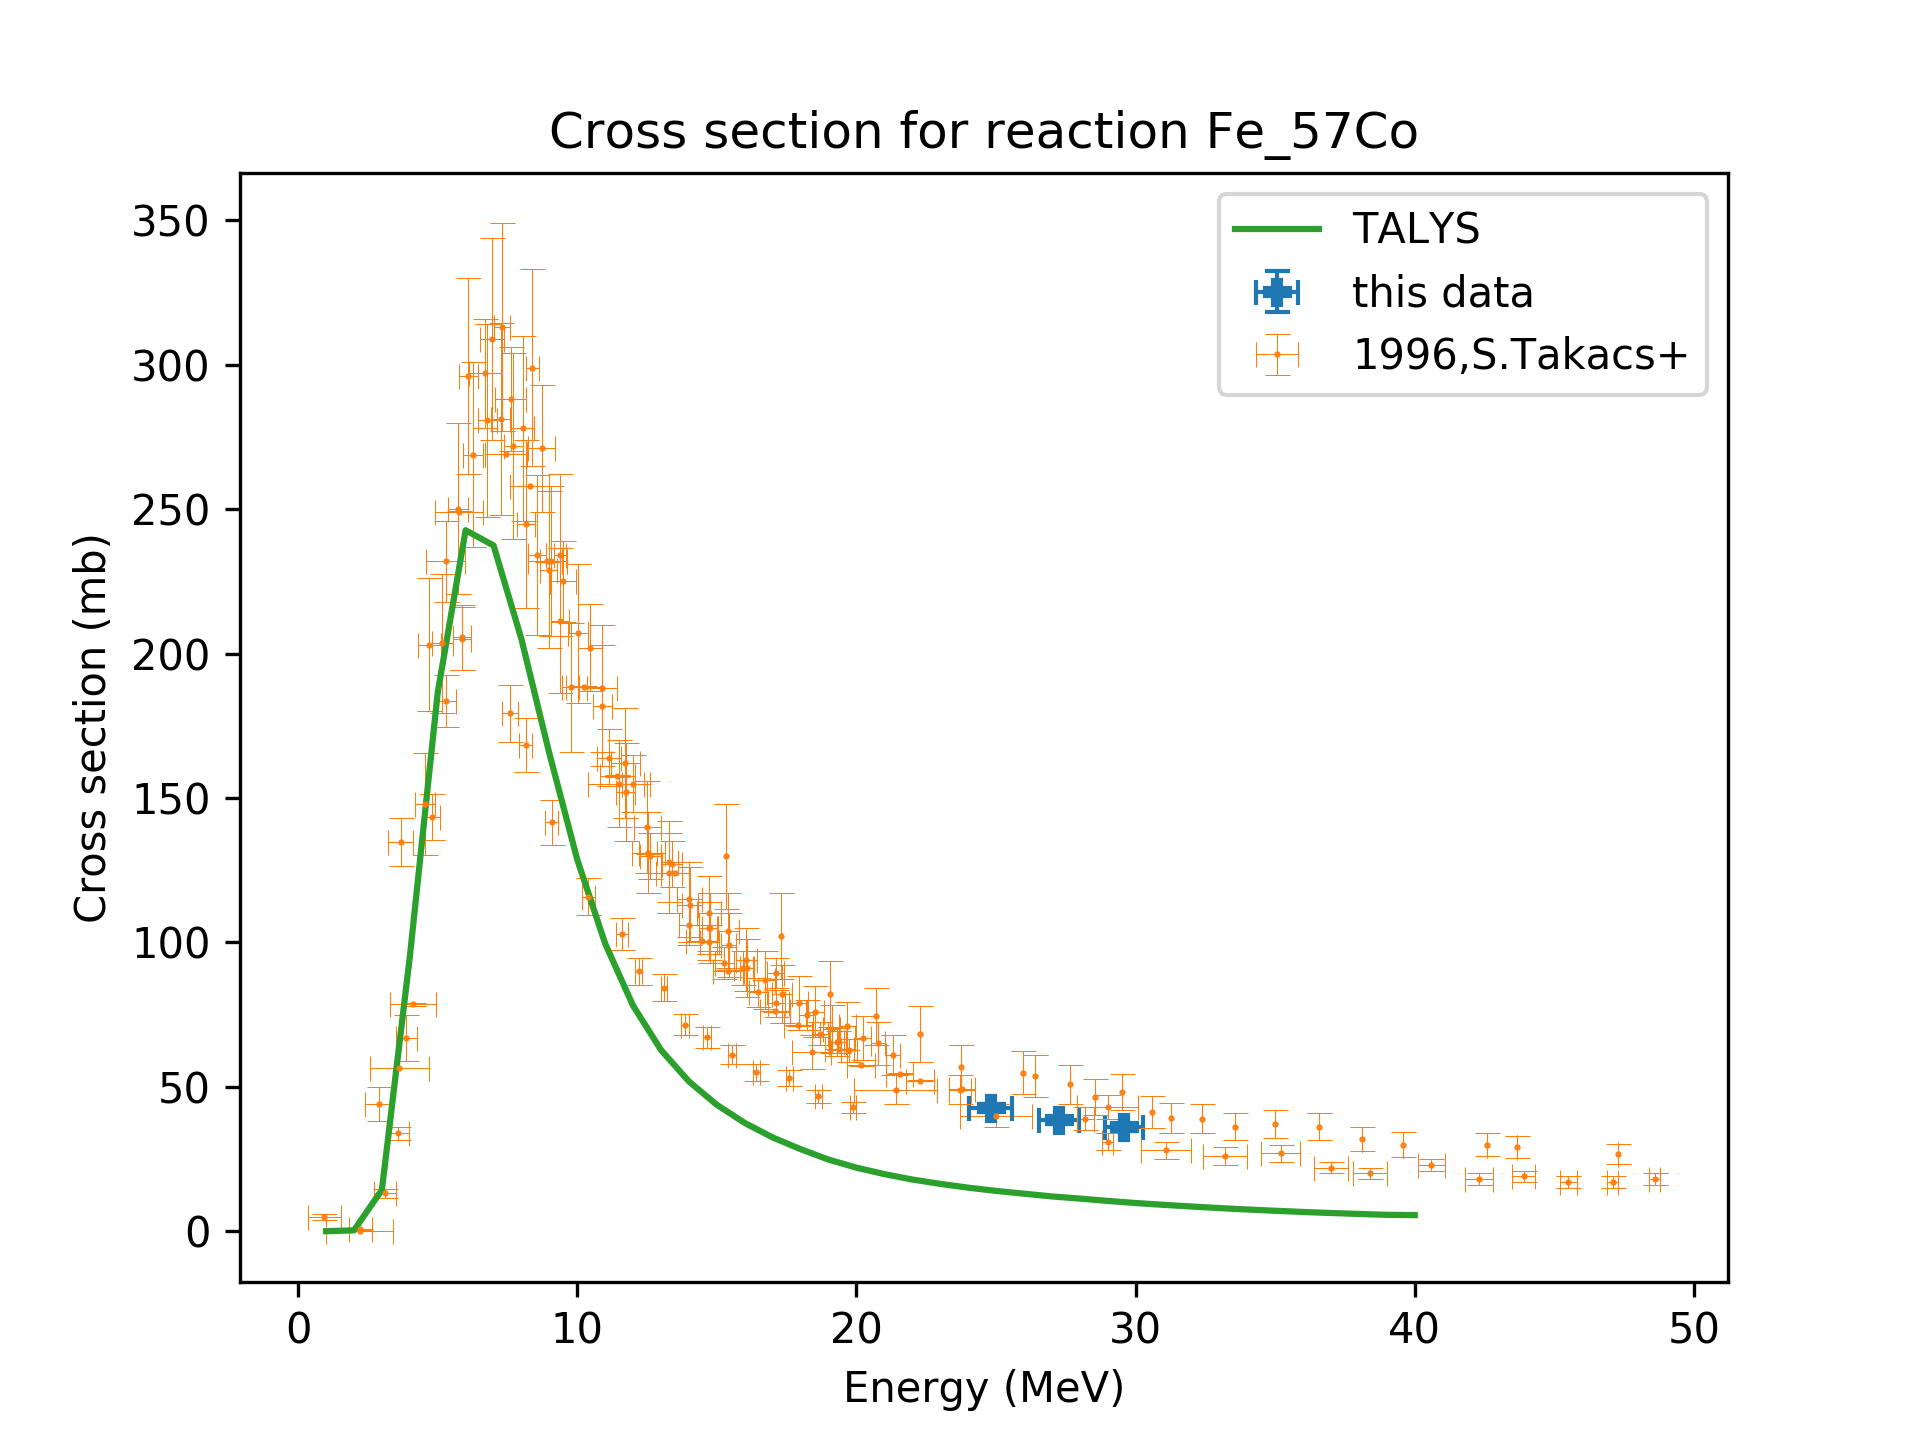 Cross section for reaction Fe_57Co
Cross section (mb)
350
300
250
200
150
100
50
0
TALYS
this data
1996,S.Takacs+
0 10 20 30 40 50
Energy (MeV)